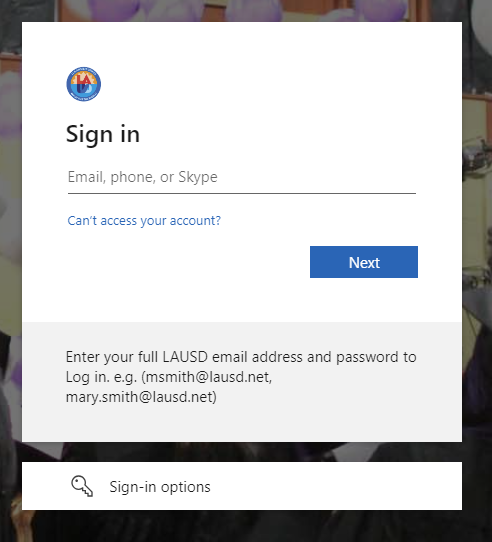 Sign in
Email, phone, or Skype
Can't access your account?
Next
Enter your full LAUSD email address and password to
Log in. e.g. (msmith@lausd.net,
mary.smith@lausd.net)
Sign-in options